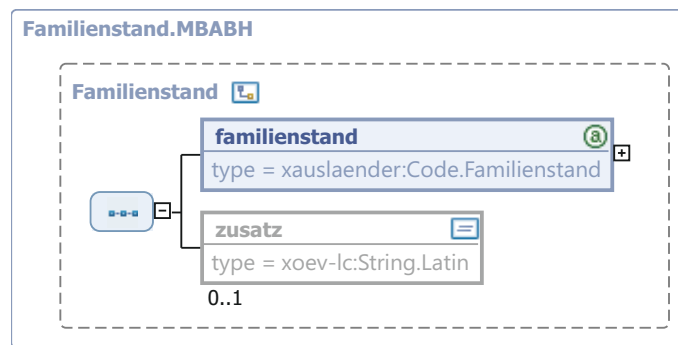 Familienstand.MBABH
Familienstand
familienstand
type = xauslaender:Code.Familienstand
zusatz
type = xoev-lc:String.Latin
0..1